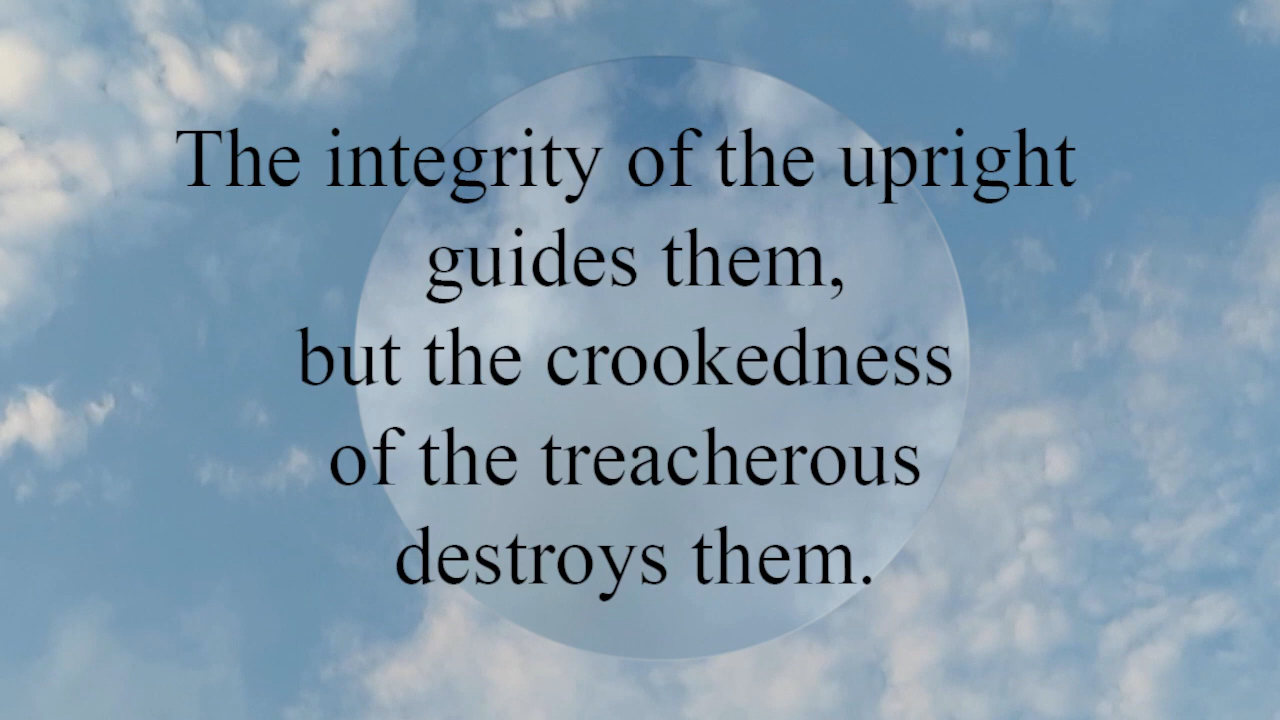 The integrity of the upright
guides them,
but the crookedness
of the treacherous
destroys them.